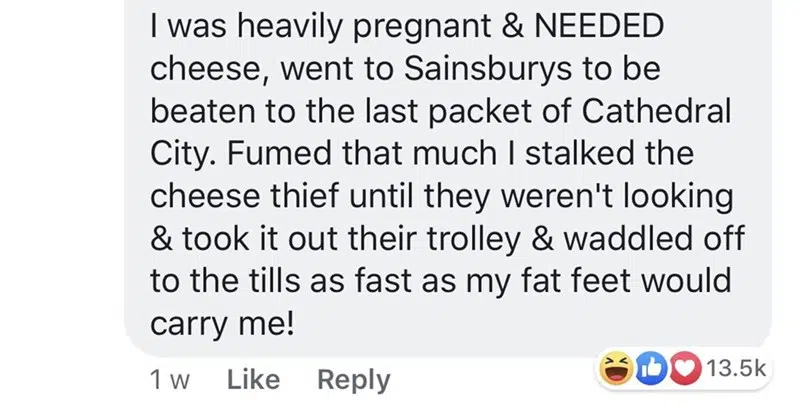 I was heavily pregnant & NEEDED
cheese, went to Sainsburys to be
beaten to the last packet of Cathedral
City. Fumed that much I stalked the
cheese thief until they weren't looking
& took it out their trolley & waddled off
to the tills as fast as my fat feet would
carry me!
1 w Like Reply 13.5k